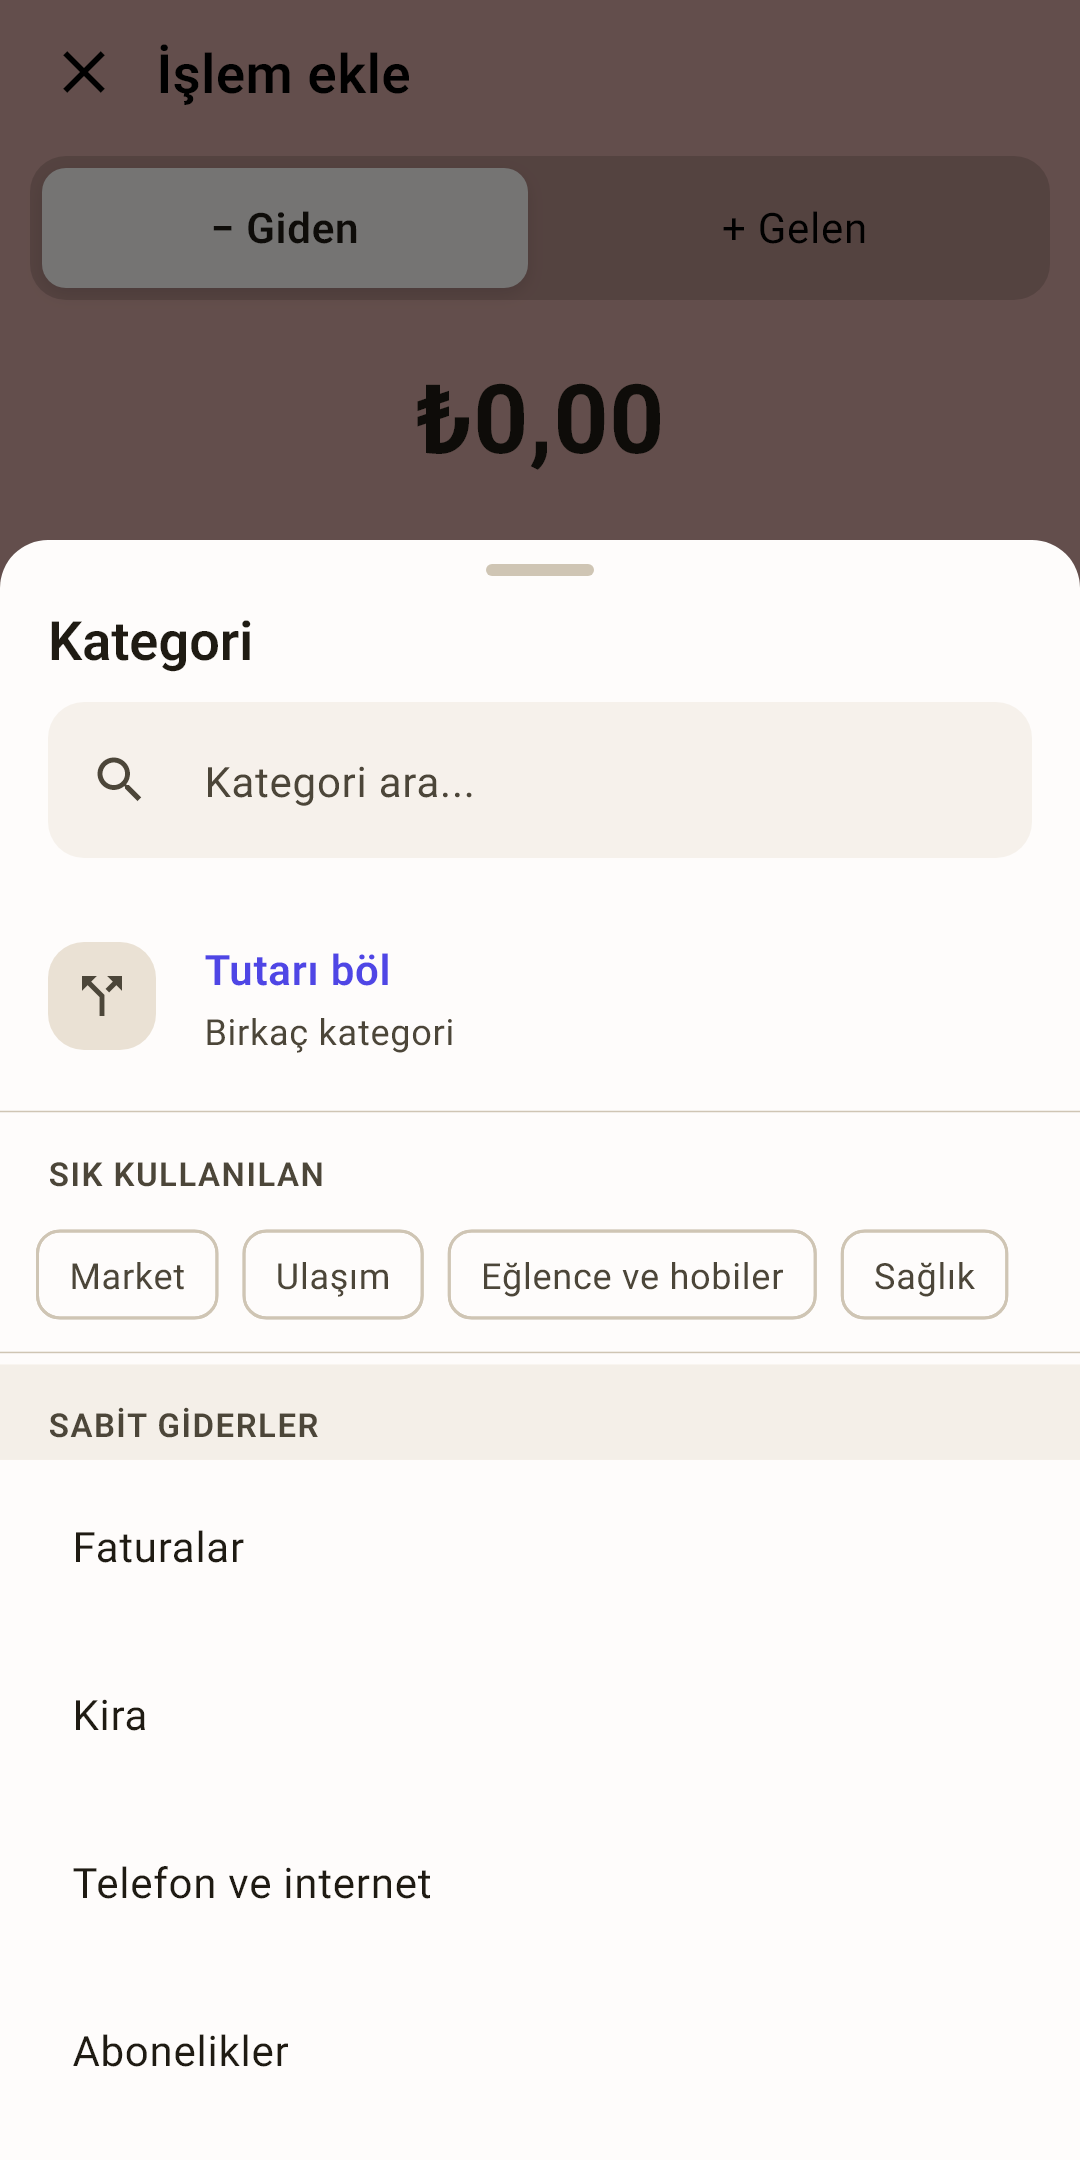 İşlem ekle
− Giden
+ Gelen
₺0,00
Kategori
Kategori ara...
Tutarı böl
Birkaç kategori
SIK KULLANILAN
Market
Ulaşım
Eğlence ve hobiler
Sağlık
SABİT GİDERLER
Faturalar
Kira
Telefon ve internet
Abonelikler